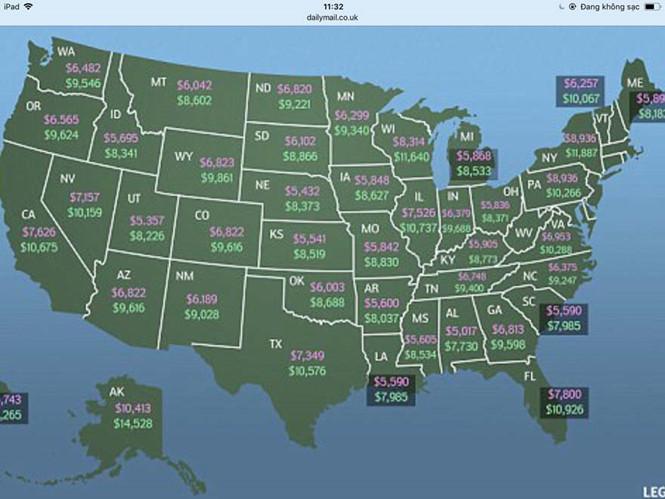 iPad
11:32
Đang không sạc
dailymail.co.uk
WA
$6,482
$9,546
MT
$6,042
$8,602
ND
$6,820
$9,221
MN
$6,299
$9,340
$6,257
$10,067
ME
$5,89
$8,183
VT
OR
$6.565
$9,624
ID
$5,695
$8,341
SD
$6,102
$8,866
WI
$8,314
$11,640
MI
$5,868
$8,533
NY
$8,936
$11,887
WY
$6,823
$9,861
NE
$5,432
$8,373
IA
$5,848
$8,627
IL
$7,526
$10,737
IN
$6,379
$9,688
OH
$5,836
$8,371
PA
$8,936
$10,266
NV
$7,157
$10,159
UT
$5.357
$8,226
CO
$6,822
$9,616
KS
$5,541
$8,519
MO
$5,842
$8,830
KY
$5,905
$8,773
WV
VA
$6,953
$10,288
CA
$7,626
$10,675
AZ
$6,822
$9,616
NM
$6.189
$9,028
OK
$6,003
$8,688
AR
$5,600
$8,037
TN
$6,748
$9,400
NC
$6,375
$9,247
SC
$5,590
$7,985
TX
$7,349
$10,576
LA
$5,590
$7,985
MS
$5,605
$8,534
AL
$5,017
$7,730
GA
$6,813
$9,598
FL
$7,800
$10,926
AK
$10,413
$14,528
,743
,265
LEG